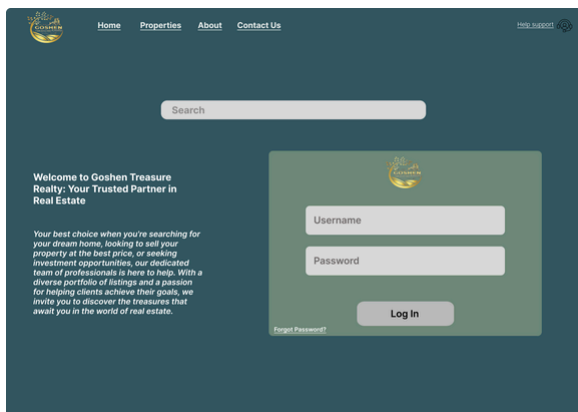 GOSHEN
Home Properties About Contact Us
Help support
Search
Welcome to Goshen Treasure
Realty: Your Trusted Partner in
Real Estate
Your best choice when you're searching for
your dream home, looking to sell your
property at the best price, or seeking
investment opportunities, our dedicated
team of professionals is here to help. With a
diverse portfolio of listings and a passion
for helping clients achieve their goals, we
invite you to discover the treasures that
await you in the world of real estate.
GOSHEN
Username
Password
Log In
Forgot Password?